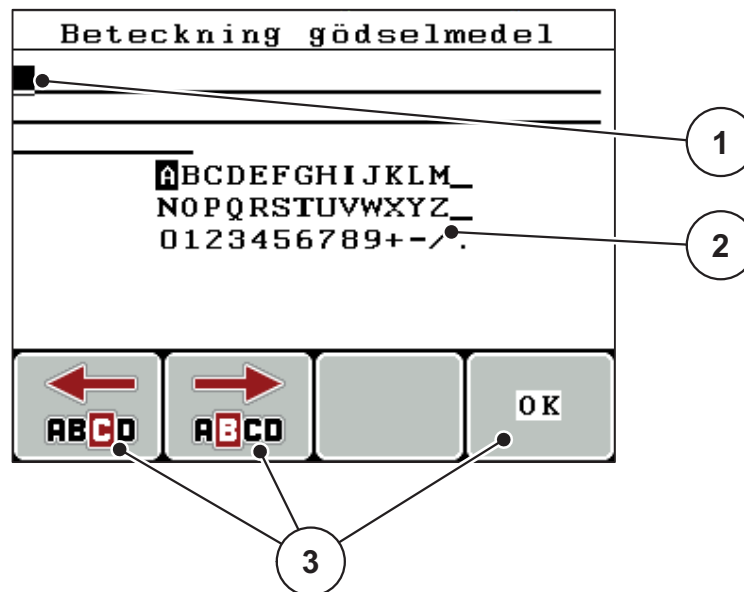 Beteckning gödselmedel
1
ABCDEFGHIJKLM_
NOPQRSTUVWXYZ_
0123456789+-/.
2
ABCD
ABCD
OK
3